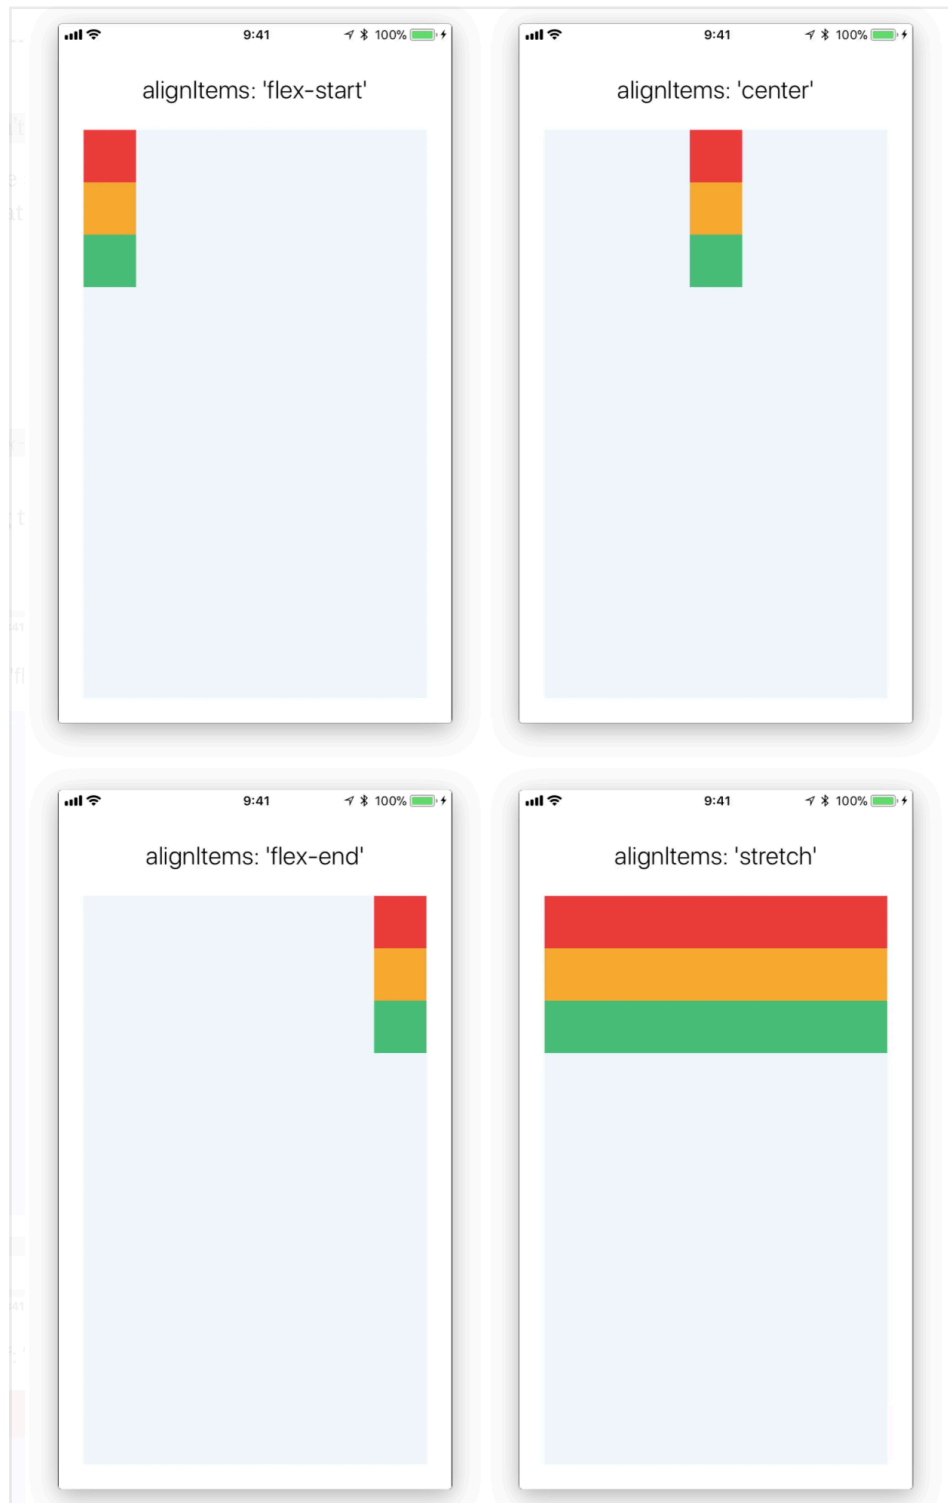 9:41 100%
alignItems: 'flex-start'
9:41 100%
alignItems: 'center'
9:41 100%
alignItems: 'flex-end'
9:41 100%
alignItems: 'stretch'